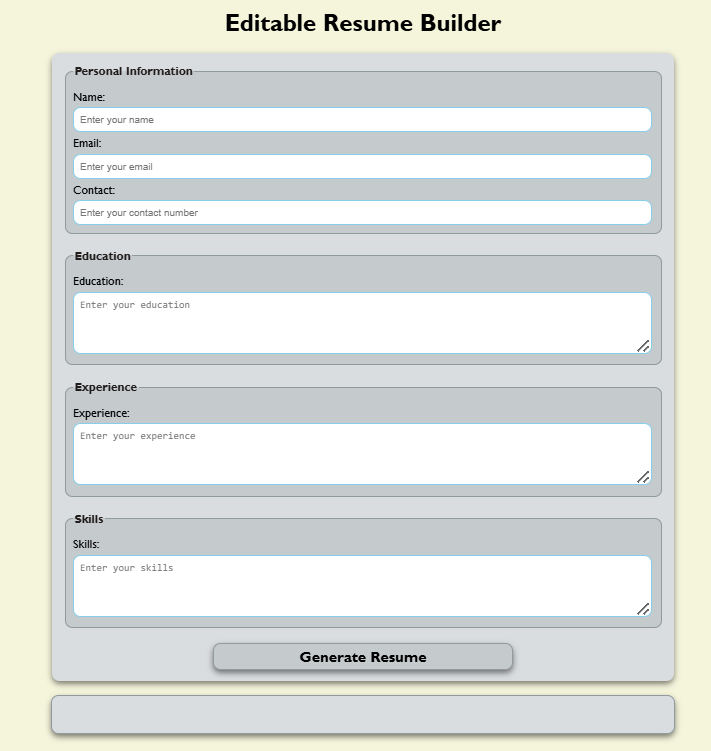 Editable Resume Builder
Personal Information
Name:
Enter your name
Email:
Enter your email
Contact:
Enter your contact number
Education
Education:
Enter your education
Experience
Experience:
Enter your experience
Skills
Skills:
Enter your skills
Generate Resume